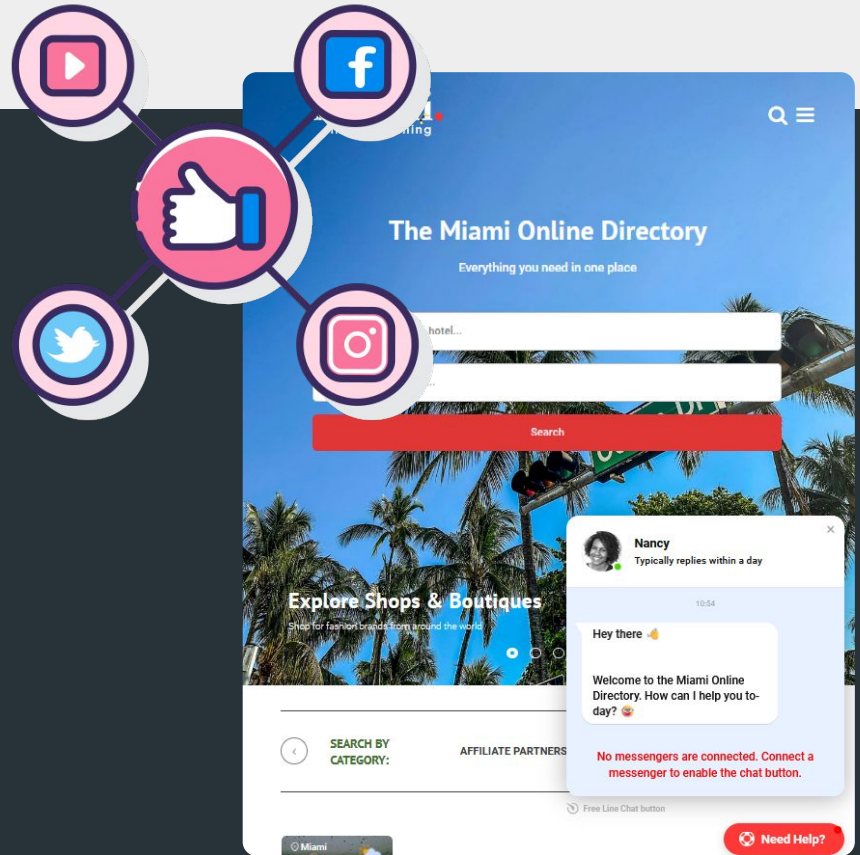 The Miami Online Directory
Everything you need in one place
hotel...
...
Search
Explore Shops & Boutiques
Shop for fashion brands from around the world
Nancy
Typically replies within a day
10:54
Hey there
Welcome to the Miami Online
Directory. How can I help you to-
day?
No messengers are connected. Connect a
messenger to enable the chat button.
SEARCH BY
CATEGORY:
AFFILIATE PARTNERS
Free Line Chat button
Need Help?
Miami